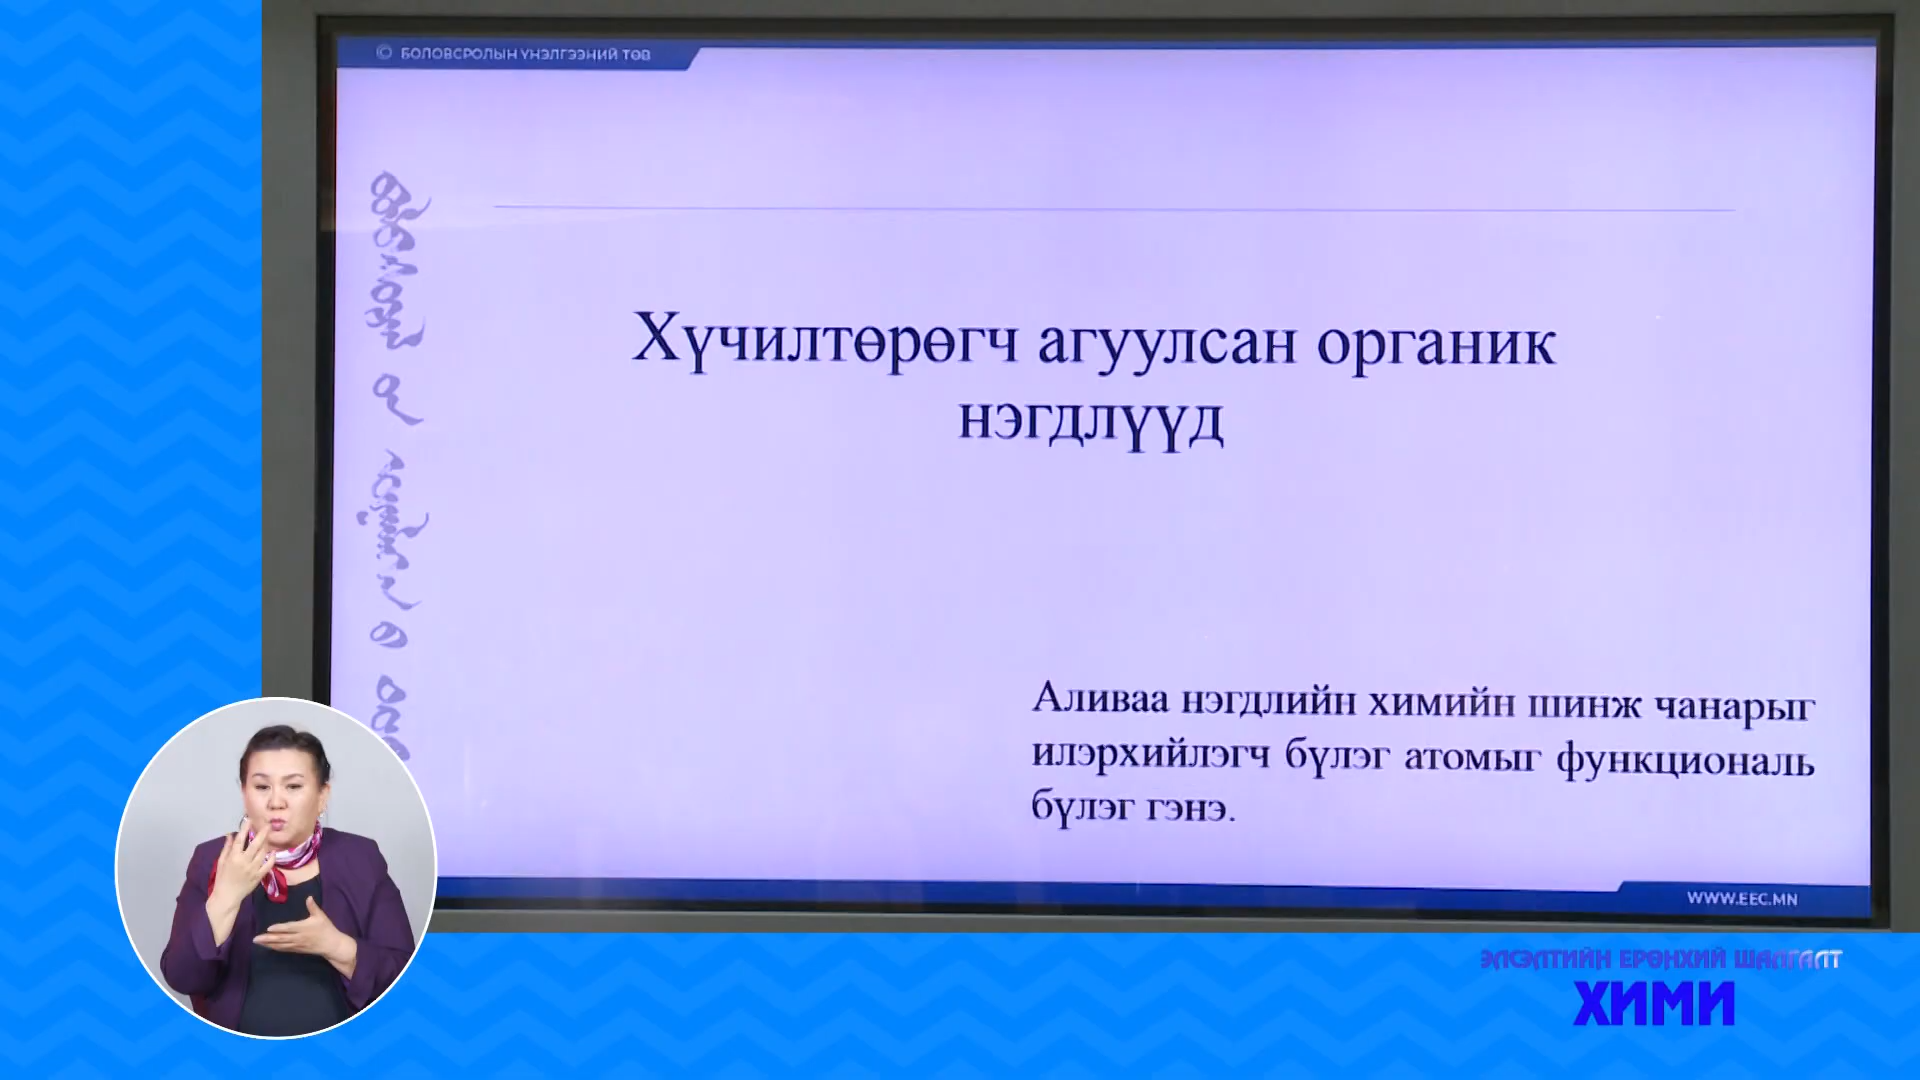 © БОЛОВСРОЛЫН ҮНЭЛГЭЭНИЙ ТӨВ
Хүчилтөрөгч агуулсан органик
нэгдлүүд
Аливаа нэгдлийн химийн шинж чанарыг
илэрхийлэгч бүлэг атомыг функциональ
бүлэг гэнэ.
WWW.EEC.MN
ЭЛСЭЛТИЙН ЕРӨНХИЙ ШАЛГАЛТ
ХИМИ